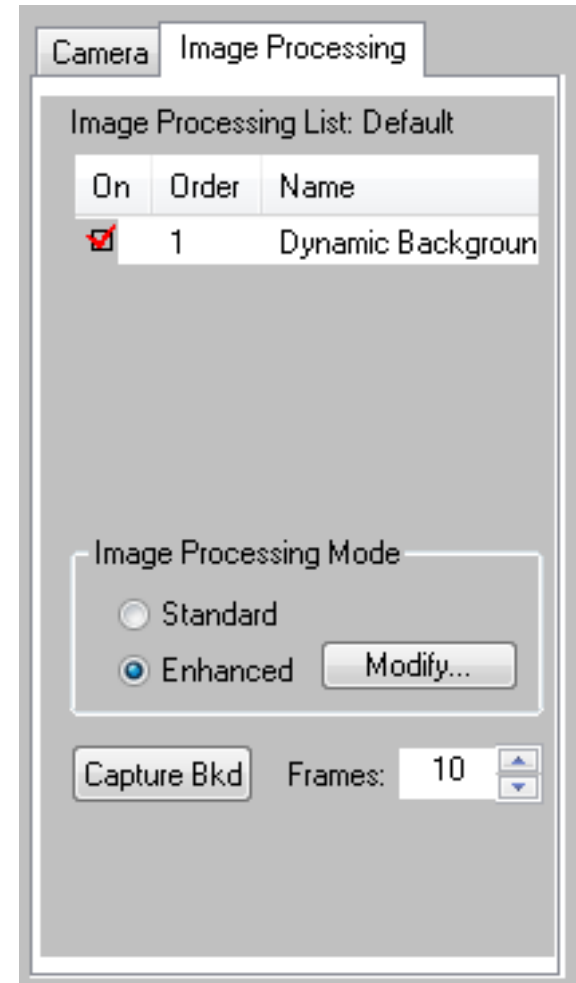 Camera Image Processing
Image Processing List: Default
On Order Name
1 Dynamic Backgroun
Image Processing Mode
Standard
Enhanced Modify...
Capture Bkd Frames: 10